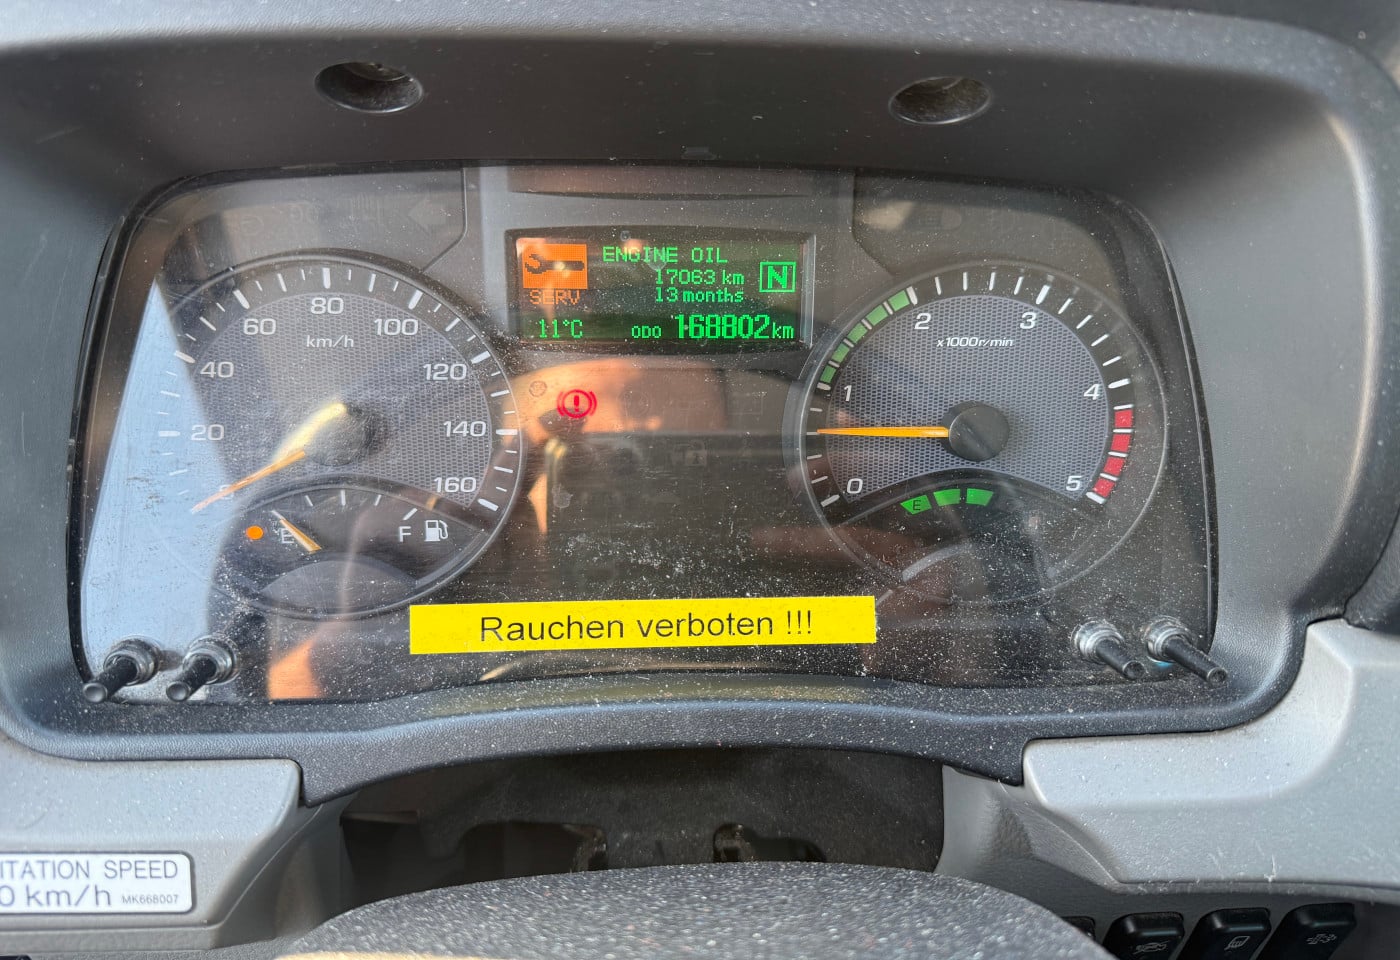 ENGINE OIL
17063 km
13 months
N
SERV
11°C ODO 168802km
0 20 40 60 80 100 120 140 160
km/h
E F
0 1 2 3 4 5
x1000r/min
E
Rauchen verboten !!!
ITATION SPEED
0 km/h MK668007